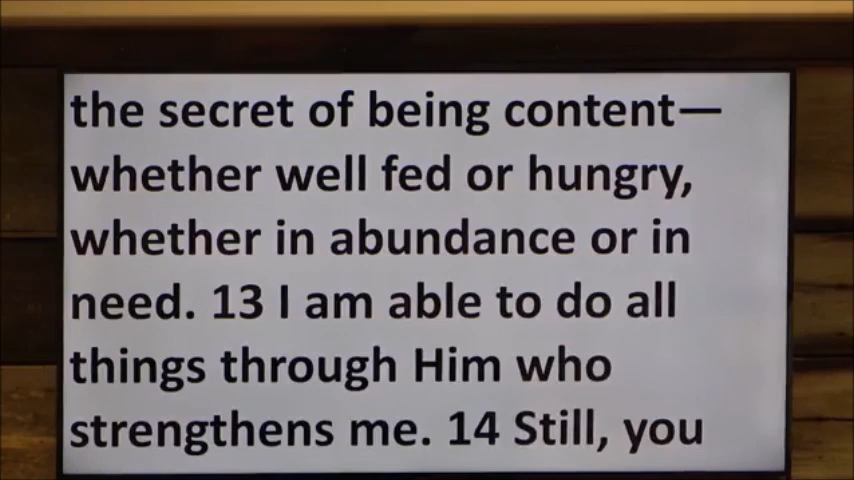 the secret of being content—
whether well fed or hungry,
whether in abundance or in
need. 13 I am able to do all
things through Him who
strengthens me. 14 Still, you